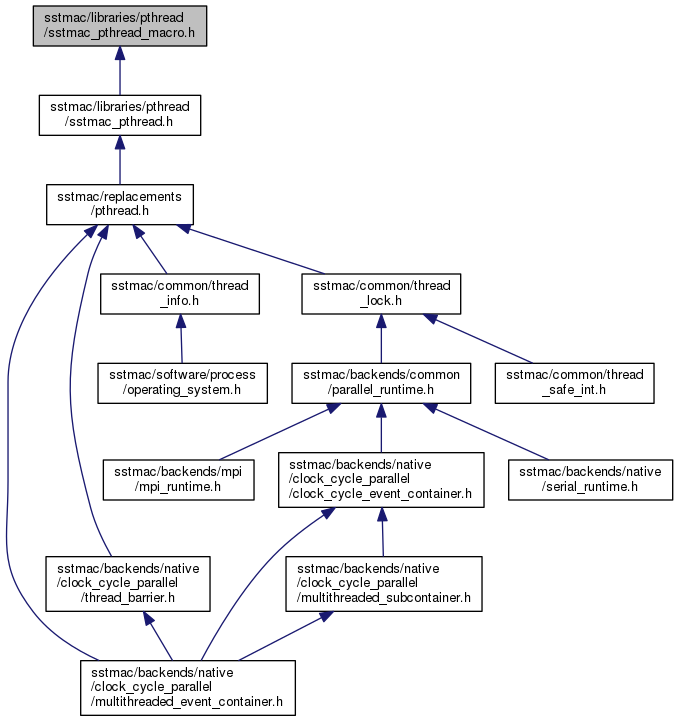 sstmac/libraries/pthread
/sstmac_pthread_macro.h
sstmac/libraries/pthread
/sstmac_pthread.h
sstmac/replacements
/pthread.h
sstmac/common/thread
_info.h
sstmac/common/thread
_lock.h
sstmac/software/process
/operating_system.h
sstmac/backends/common
/parallel_runtime.h
sstmac/common/thread
_safe_int.h
sstmac/backends/mpi
/mpi_runtime.h
sstmac/backends/native
/clock_cycle_parallel
/clock_cycle_event_container.h
sstmac/backends/native
/serial_runtime.h
sstmac/backends/native
/clock_cycle_parallel
/thread_barrier.h
sstmac/backends/native
/clock_cycle_parallel
/multithreaded_subcontainer.h
sstmac/backends/native
/clock_cycle_parallel
/multithreaded_event_container.h